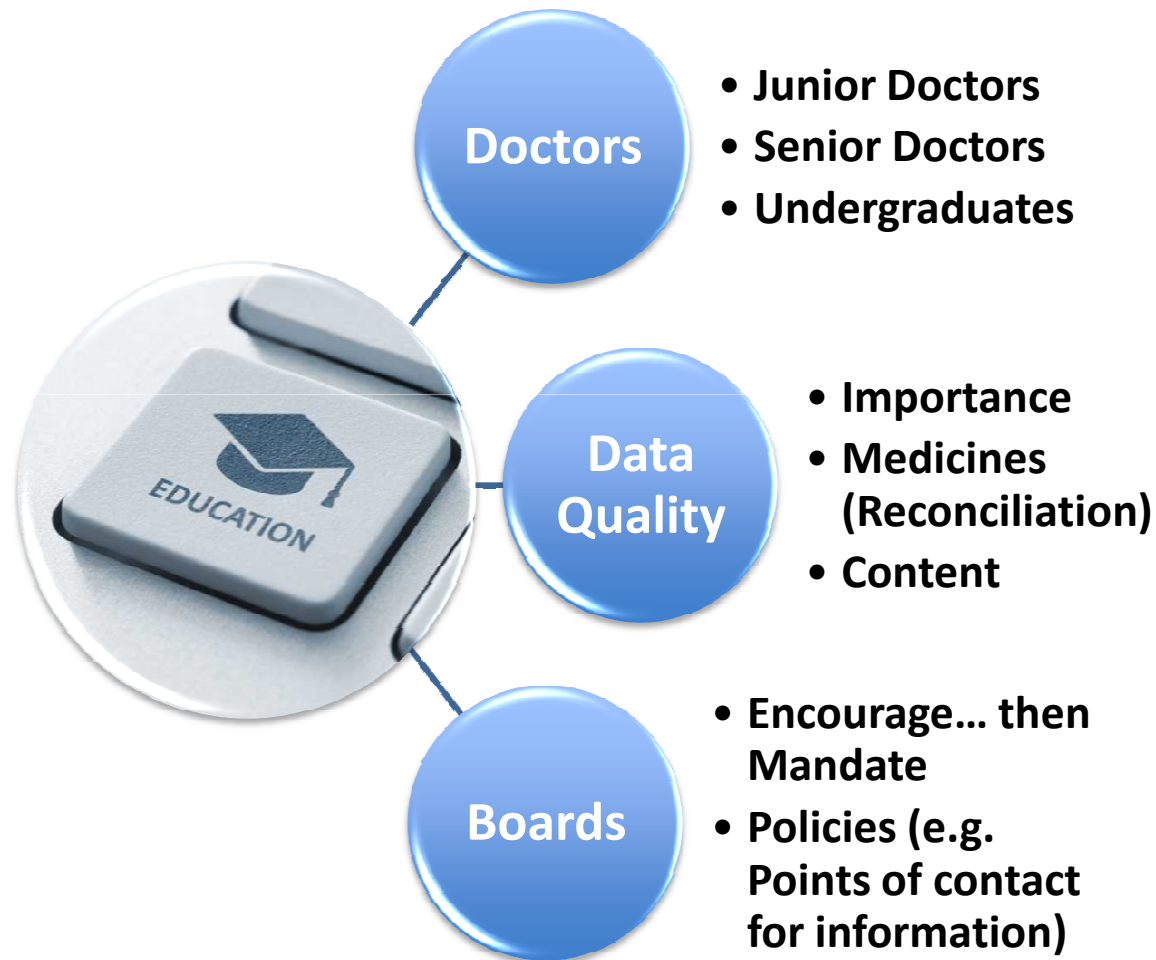 Doctors
• Junior Doctors
• Senior Doctors
• Undergraduates
EDUCATION
Data
Quality
• Importance
• Medicines
(Reconciliation)
• Content
Boards
• Encourage... then
Mandate
• Policies (e.g.
Points of contact
for information)